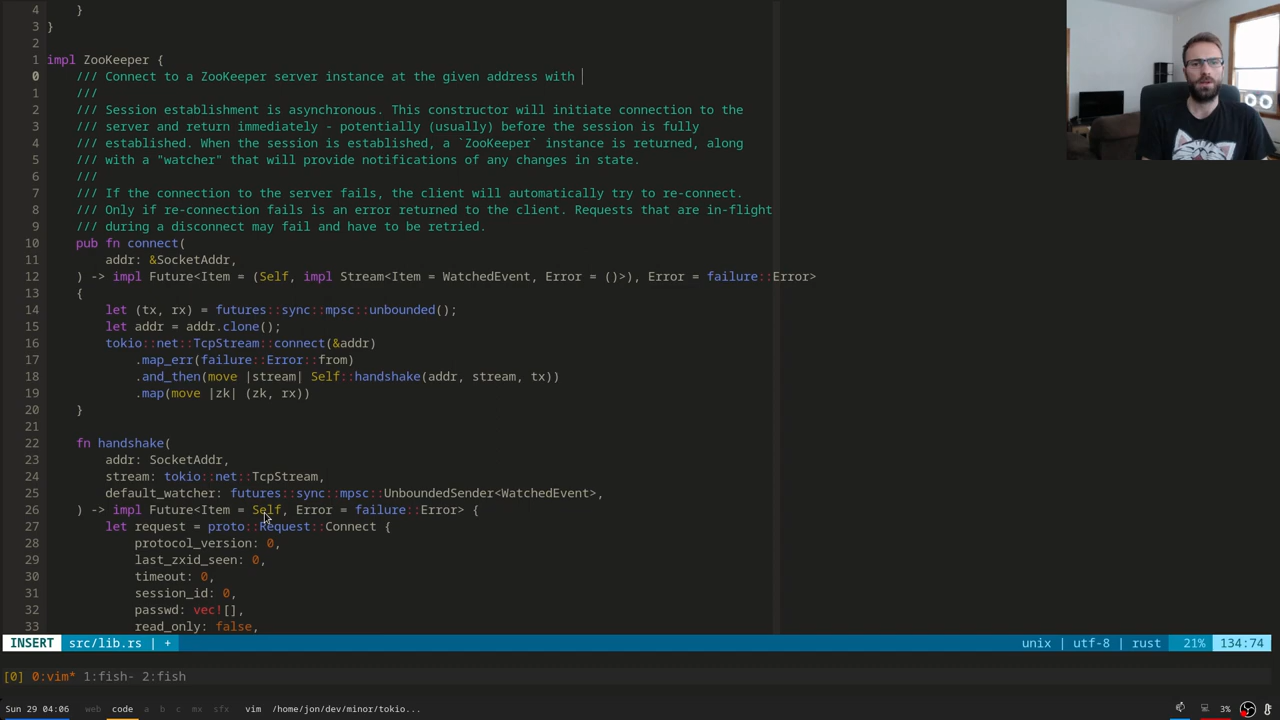 4     }
3 }
2
1 impl ZooKeeper {
0     /// Connect to a ZooKeeper server instance at the given address with
1     ///
2     /// Session establishment is asynchronous. This constructor will initiate connection to the
3     /// server and return immediately - potentially (usually) before the session is fully
4     /// established. When the session is established, a `ZooKeeper` instance is returned, along
5     /// with a "watcher" that will provide notifications of any changes in state.
6     ///
7     /// If the connection to the server fails, the client will automatically try to re-connect.
8     /// Only if re-connection fails is an error returned to the client. Requests that are in-flight
9     /// during a disconnect may fail and have to be retried.
10     pub fn connect(
11         addr: &SocketAddr,
12     ) -> impl Future<Item = (Self, impl Stream<Item = WatchedEvent, Error = ()>), Error = failure::Error>
13     {
14         let (tx, rx) = futures::sync::mpsc::unbounded();
15         let addr = addr.clone();
16         tokio::net::TcpStream::connect(&addr)
17             .map_err(failure::Error::from)
18             .and_then(move |stream| Self::handshake(addr, stream, tx))
19             .map(move |zk| (zk, rx))
20     }
21
22     fn handshake(
23         addr: SocketAddr,
24         stream: tokio::net::TcpStream,
25         default_watcher: futures::sync::mpsc::UnboundedSender<WatchedEvent>,
26     ) -> impl Future<Item = Self, Error = failure::Error> {
27         let request = proto::Request::Connect {
28             protocol_version: 0,
29             last_zxid_seen: 0,
30             timeout: 0,
31             session_id: 0,
32             passwd: vec![],
33             read_only: false,
INSERT src/lib.rs | + unix | utf-8 | rust 21% 134:74
[0] 0:vim* 1:fish- 2:fish
Sun 29 04:06 web code a b c mx sfx vim /home/jon/dev/minor/tokio... 3%